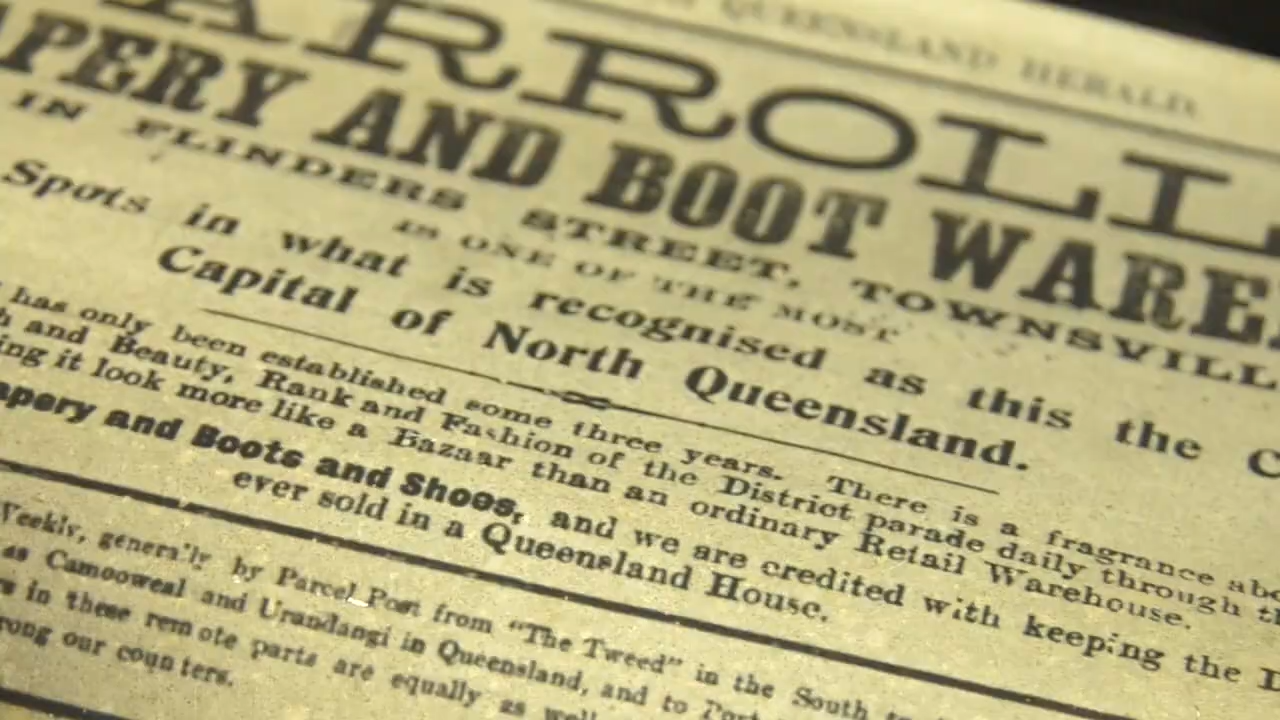 QUEENSLAND HERALD.
ARROLL
APERY AND BOOT WARE
IN FLINDERS STREET, TOWNSVILL
IS ONE OF THE MOST
Spots in what is recognised as this the C
Capital of North Queensland.
has only been established some three years. There is a fragrance abo
h and Beauty, Rank and Fashion of the District parade daily through th
ing it look more like a Bazaar than an ordinary Retail Warehouse.
apery and Boots and Shoes, and we are credited with keeping the L
ever sold in a Queensland House.
Weekly, generally by Parcel Post from "The Tweed" in the South to
as Camooweal and Urandangi in Queensland, and to Port
rs in these remote parts are equally as well
rong our counters.